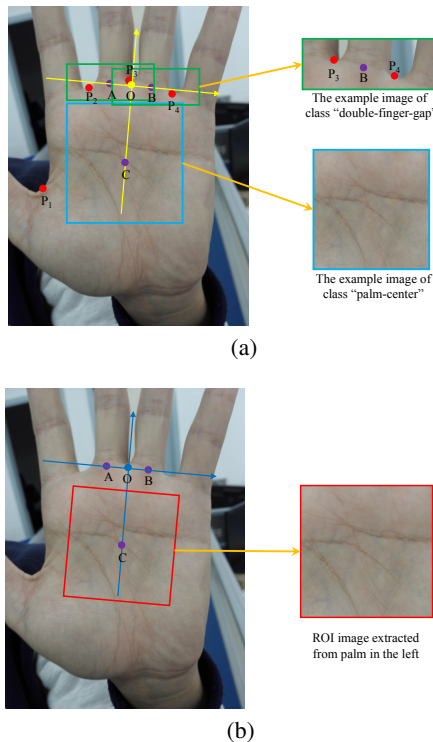 P3
P2
A
O
B
P4
C
P1
P3
B
P4
The example image of
class “double-finger-gap”
The example image of
class “palm-center”
(a)
A
O
B
C
ROI image extracted
from palm in the left
(b)